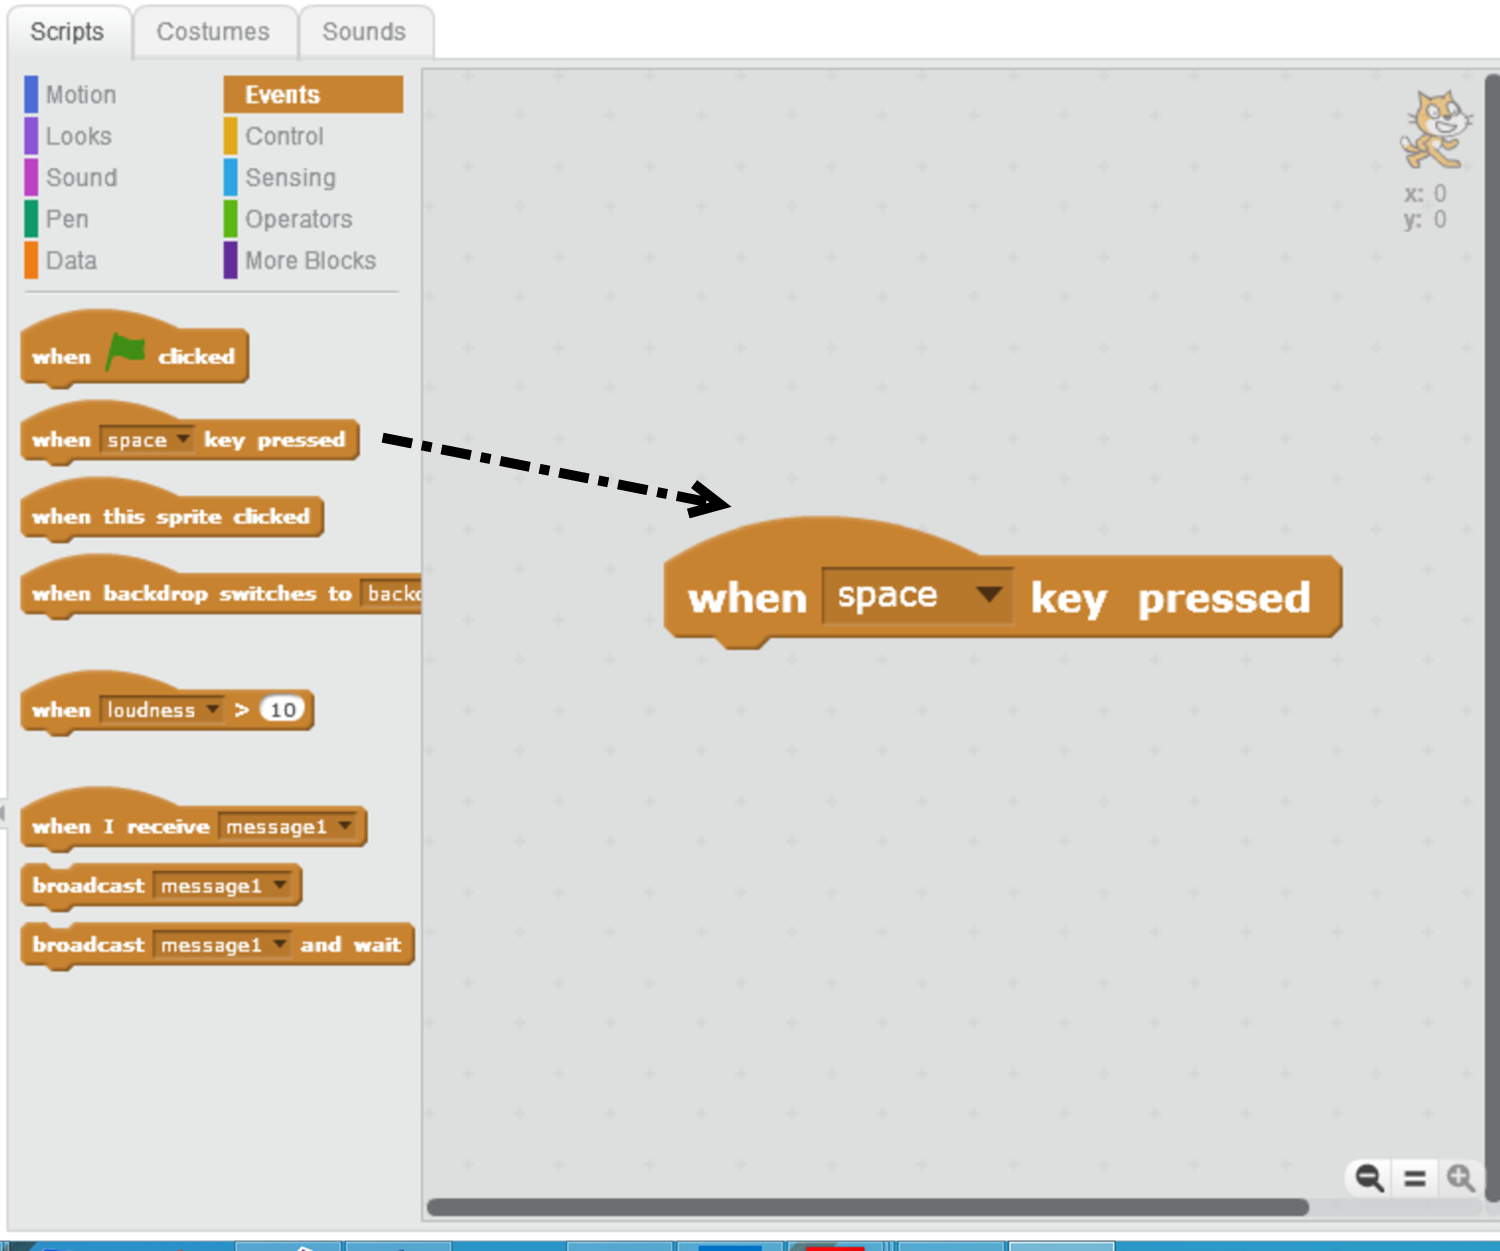 Scripts Costumes Sounds
Motion Events
Looks Control
Sound Sensing
Pen Operators
Data More Blocks
x: 0
y: 0
when clicked
when space key pressed
when this sprite clicked
when backdrop switches to
when space key pressed
when loudness > 10
when I receive message1
broadcast message1
broadcast message1 and wait